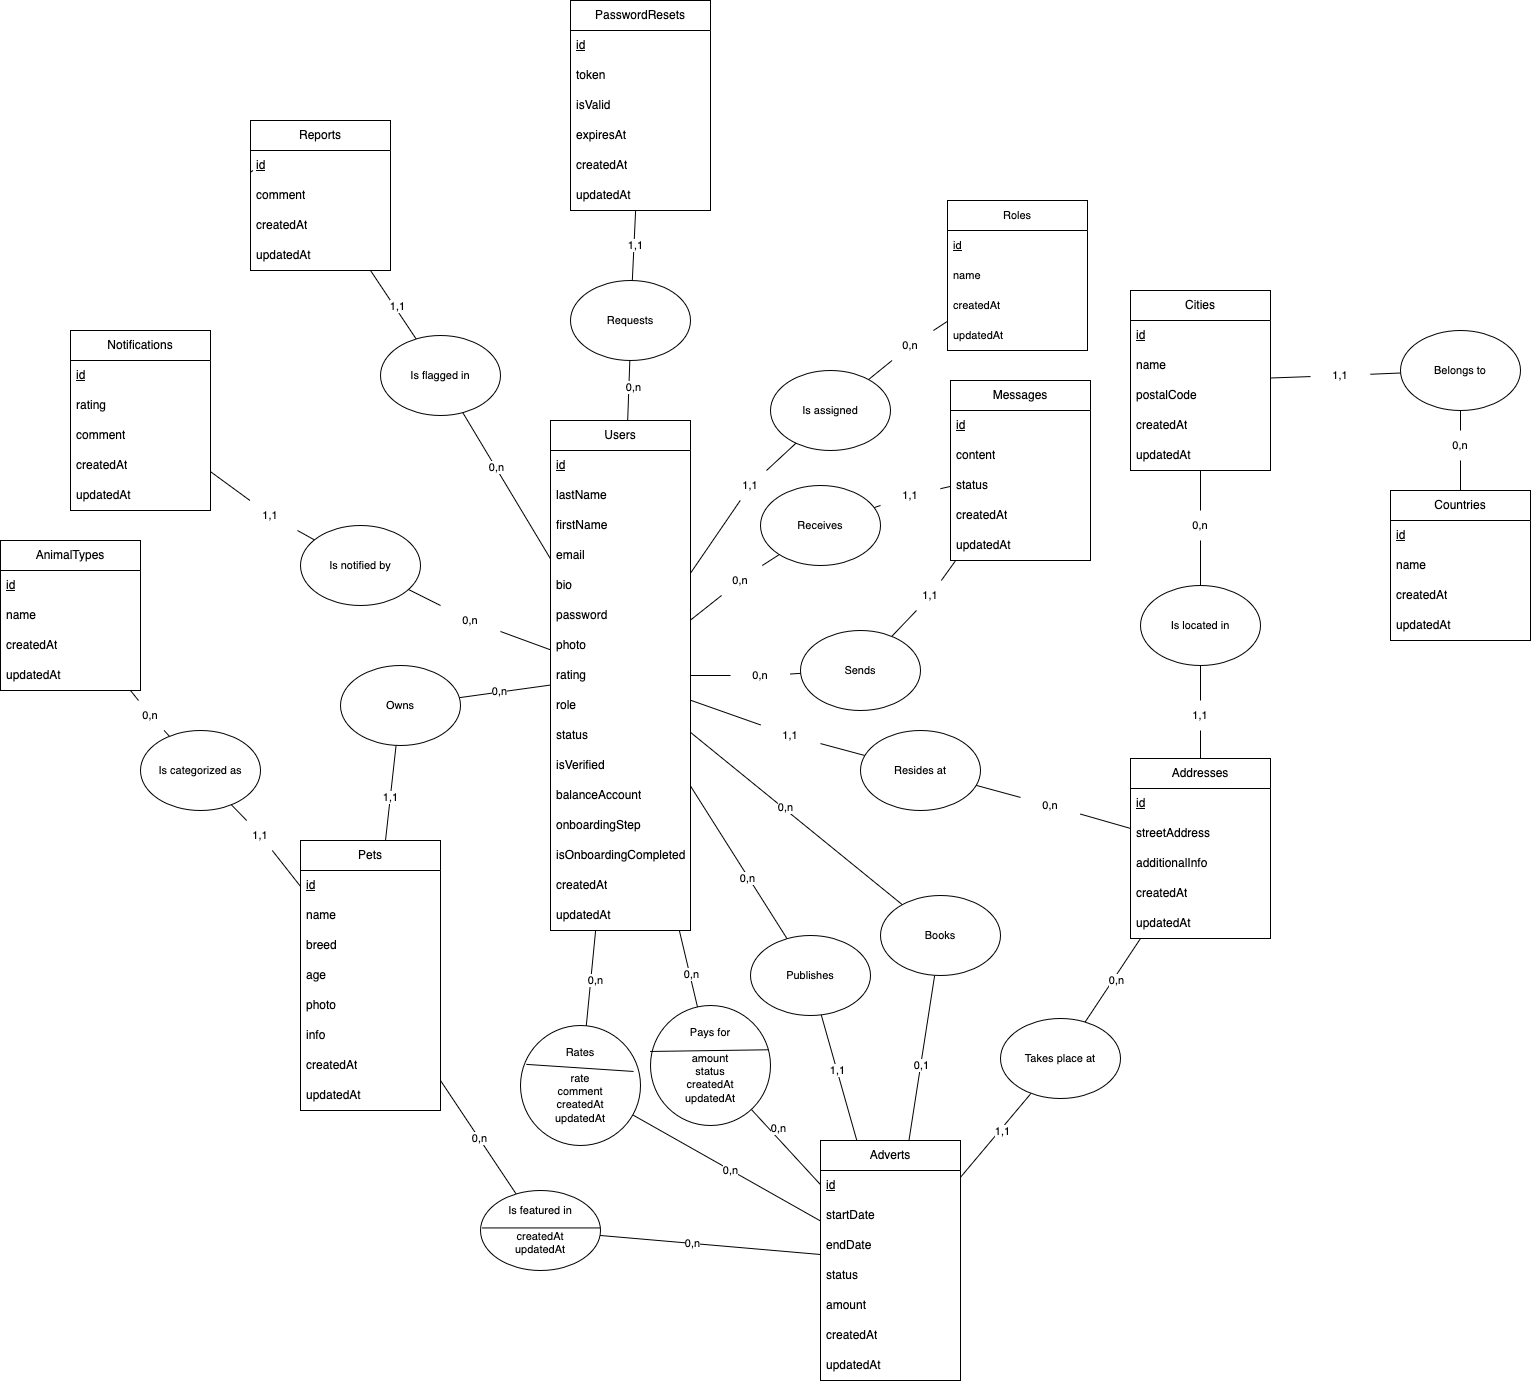 PasswordResets
id
token
isValid
expiresAt
createdAt
updatedAt
Reports
id
comment
createdAt
updatedAt
1,1
Requests
0,n
1,1
Is flagged in
0,n
Roles
id
name
createdAt
updatedAt
0,n
Is assigned
1,1
Notifications
id
rating
comment
createdAt
updatedAt
1,1
Is notified by
0,n
Cities
id
name
postalCode
createdAt
updatedAt
1,1
Belongs to
0,n
Countries
id
name
createdAt
updatedAt
Messages
id
content
status
createdAt
updatedAt
1,1
Receives
0,n
1,1
Sends
0,n
Users
id
lastName
firstName
email
bio
password
photo
rating
role
status
isVerified
balanceAccount
onboardingStep
isOnboardingCompleted
createdAt
updatedAt
AnimalTypes
id
name
createdAt
updatedAt
0,n
Is categorized as
1,1
Owns
0,n
1,1
0,n
Is located in
1,1
1,1
Resides at
0,n
Addresses
id
streetAddress
additionalInfo
createdAt
updatedAt
Pets
id
name
breed
age
photo
info
createdAt
updatedAt
0,n
Books
0,1
0,n
Publishes
1,1
0,n
Rates
rate
comment
createdAt
updatedAt
0,n
0,n
Pays for
amount
status
createdAt
updatedAt
0,n
0,n
Takes place at
1,1
0,n
Is featured in
createdAt
updatedAt
0,n
Adverts
id
startDate
endDate
status
amount
createdAt
updatedAt